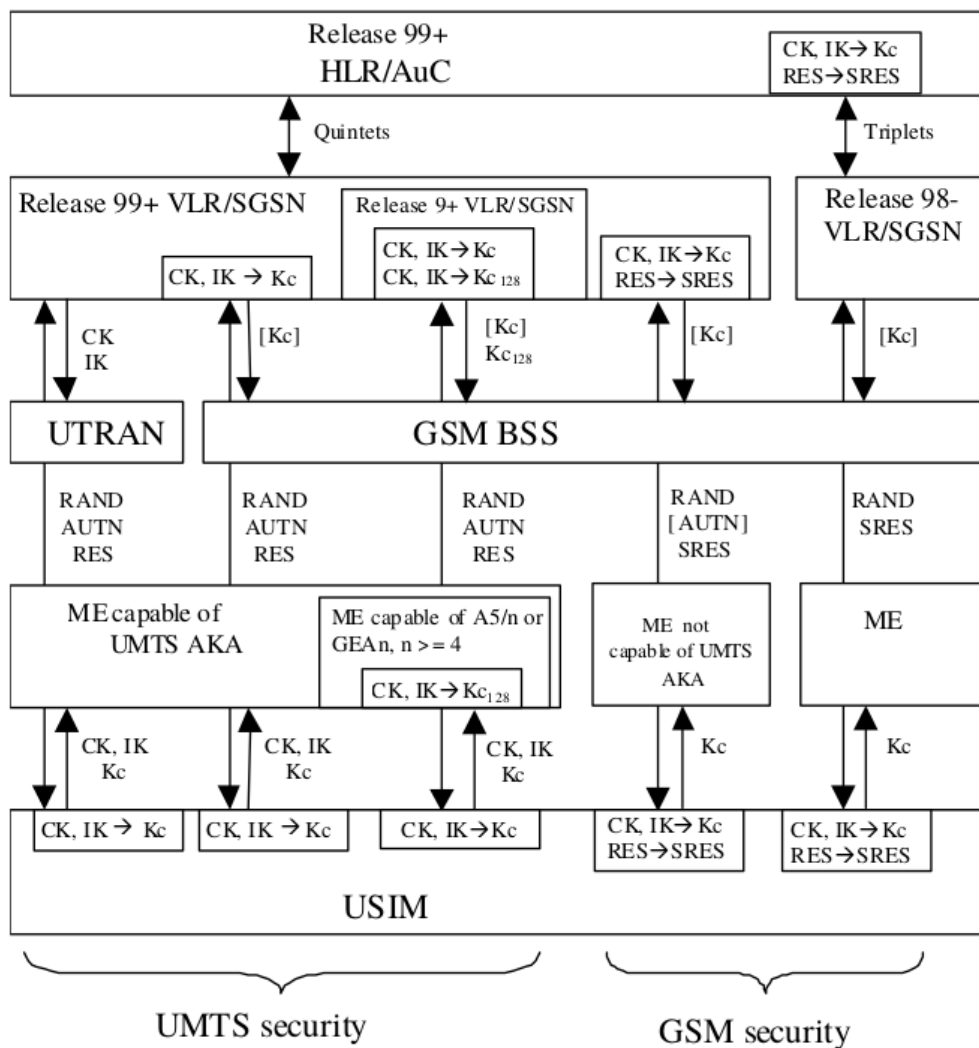 Release 99+
HLR/AuC
CK, IK→ Kc
RES→SRES
Quintets
Triplets
Release 99+ VLR/SGSN
Release 9+ VLR/SGSN
CK, IK→Kc
CK, IK→Kc128
CK, IK → Kc
CK, IK→Kc
RES→SRES
Release 98-
VLR/SGSN
CK
IK
[Kc]
[Kc]
Kc128
[Kc]
[Kc]
UTRAN
GSM BSS
RAND
AUTN
RES
RAND
AUTN
RES
RAND
AUTN
RES
RAND
[AUTN]
SRES
RAND
SRES
ME capable of
UMTS AKA
ME capable of A5/n or
GEAn, n >= 4
CK, IK→Kc128
ME not
capable of UMTS
AKA
ME
CK, IK
Kc
CK, IK
Kc
CK, IK
Kc
Kc
Kc
CK, IK → Kc
CK, IK → Kc
CK, IK→Kc
CK, IK→Kc
RES→SRES
CK, IK→Kc
RES→SRES
USIM
UMTS security
GSM security